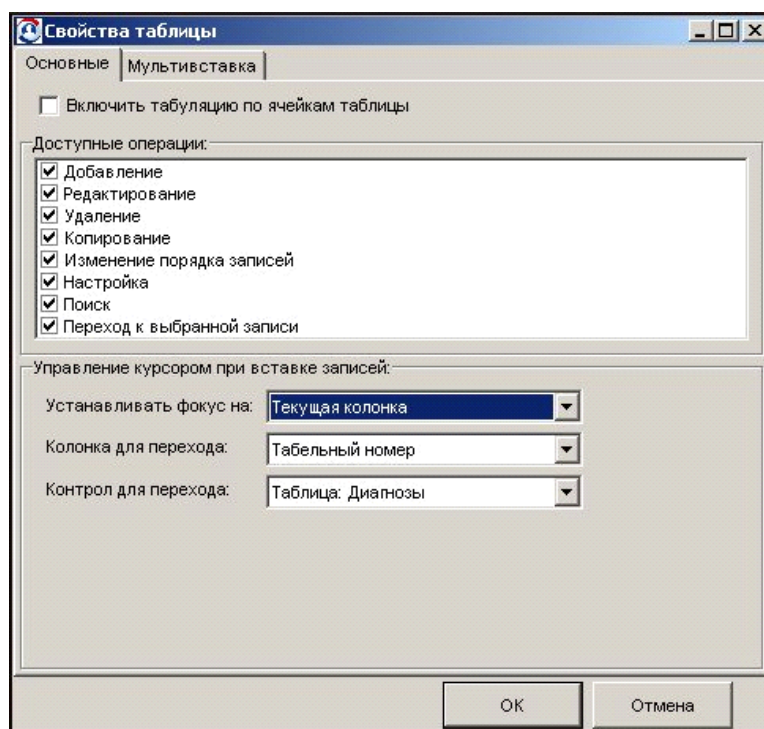 Свойства таблицы
Основные
Мультивставка
Включить табуляцию по ячейкам таблицы
Доступные операции:
Добавление
Редактирование
Удаление
Копирование
Изменение порядка записей
Настройка
Поиск
Переход к выбранной записи
Управление курсором при вставке записей:
Устанавливать фокус на: Текущая колонка
Колонка для перехода: Табельный номер
Контрол для перехода: Таблица: Диагнозы
ОК
Отмена